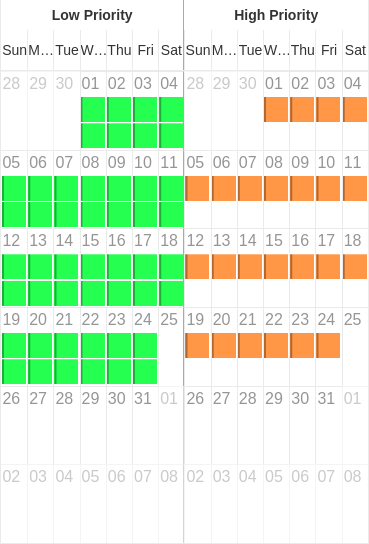 Low Priority High Priority
Sun M... Tue W... Thu Fri Sat Sun M... Tue W... Thu Fri Sat
28 29 30 01 02 03 04 28 29 30 01 02 03 04
05 06 07 08 09 10 11 05 06 07 08 09 10 11
12 13 14 15 16 17 18 12 13 14 15 16 17 18
19 20 21 22 23 24 25 19 20 21 22 23 24 25
26 27 28 29 30 31 01 26 27 28 29 30 31 01
02 03 04 05 06 07 08 02 03 04 05 06 07 08